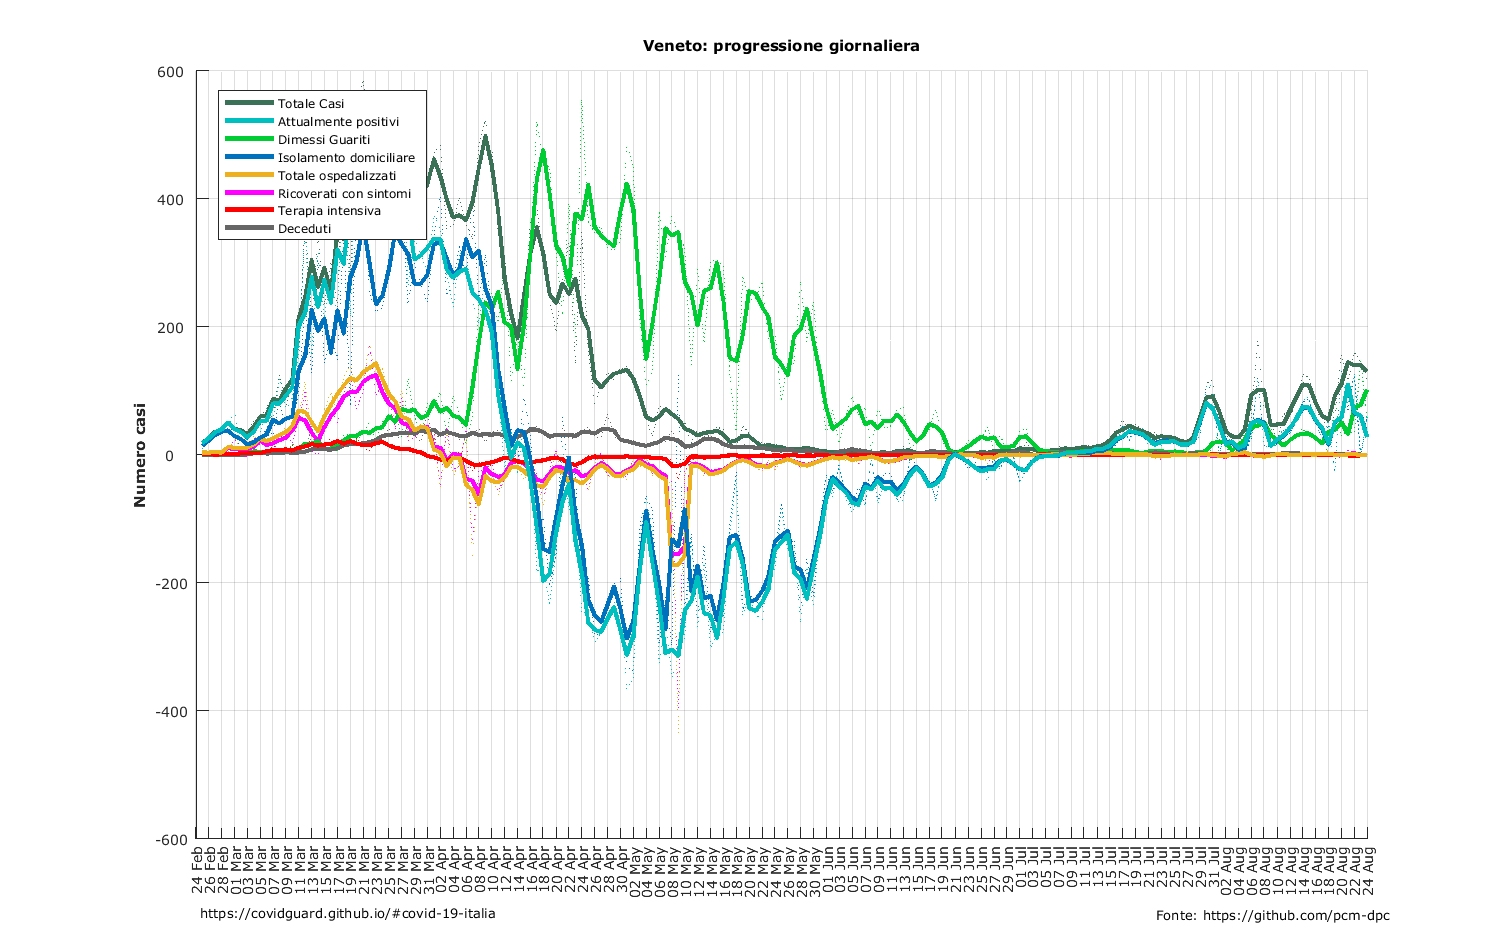 Veneto: progressione giornaliera
600
400
200
0
-200
-400
-600
Numero casi
Totale Casi
Attualmente positivi
Dimessi Guariti
Isolamento domiciliare
Totale ospedalizzati
Ricoverati con sintomi
Terapia intensiva
Deceduti
24 Feb
26 Feb
28 Feb
01 Mar
03 Mar
05 Mar
07 Mar
09 Mar
11 Mar
13 Mar
15 Mar
17 Mar
19 Mar
21 Mar
23 Mar
25 Mar
27 Mar
29 Mar
31 Mar
02 Apr
04 Apr
06 Apr
08 Apr
10 Apr
12 Apr
14 Apr
16 Apr
18 Apr
20 Apr
22 Apr
24 Apr
26 Apr
28 Apr
30 Apr
02 May
04 May
06 May
08 May
10 May
12 May
14 May
16 May
18 May
20 May
22 May
24 May
26 May
28 May
30 May
01 Jun
03 Jun
05 Jun
07 Jun
09 Jun
11 Jun
13 Jun
15 Jun
17 Jun
19 Jun
21 Jun
23 Jun
25 Jun
27 Jun
29 Jun
01 Jul
03 Jul
05 Jul
07 Jul
09 Jul
11 Jul
13 Jul
15 Jul
17 Jul
19 Jul
21 Jul
23 Jul
25 Jul
27 Jul
29 Jul
31 Jul
02 Aug
04 Aug
06 Aug
08 Aug
10 Aug
12 Aug
14 Aug
16 Aug
18 Aug
20 Aug
22 Aug
24 Aug
https://covidguard.github.io/#covid-19-italia
Fonte: https://github.com/pcm-dpc